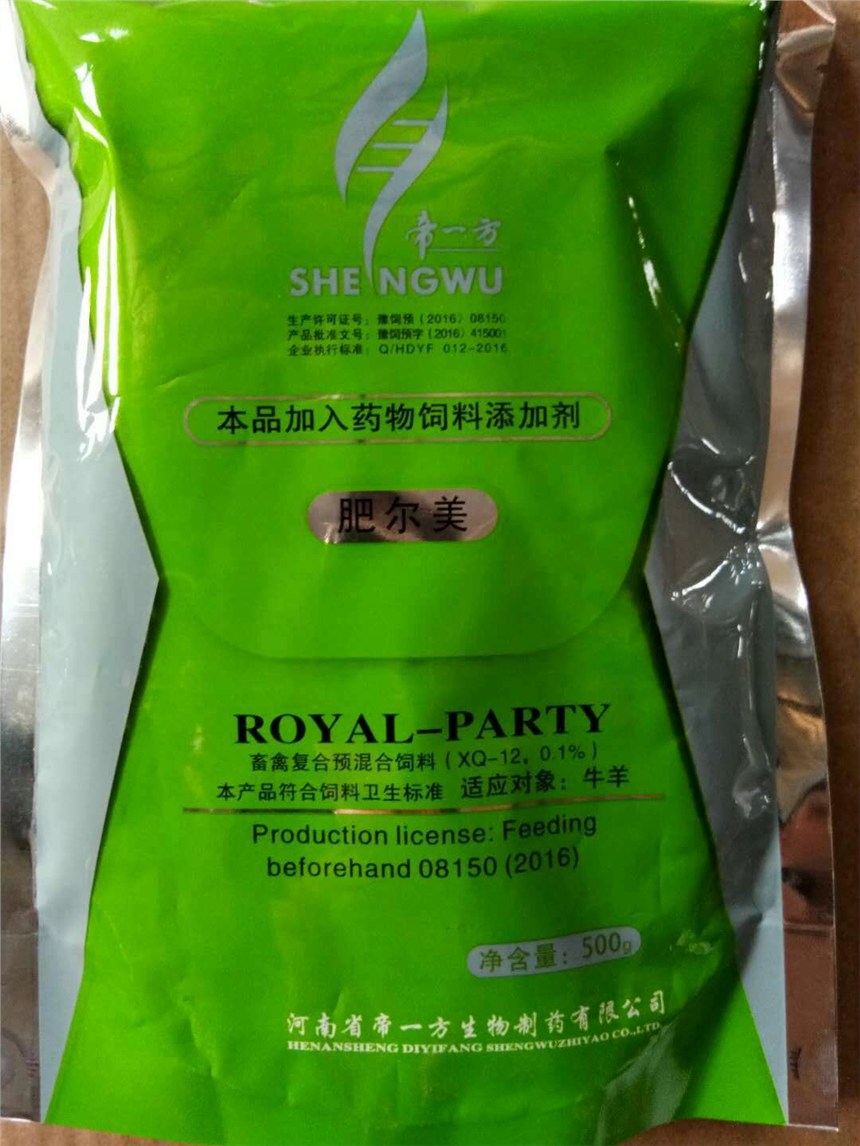 帝一方
SHENGWU
生产许可证号：豫饲预（2016）08150
产品批准文号：豫饲预字（2016）415001
企业执行标准：Q/HDYF 012-2016
本品加入药物饲料添加剂
肥尔美
ROYAL-PARTY
畜禽复合预混合饲料（XQ-12，0.1%）
本产品符合饲料卫生标准 适应对象：牛羊
Production license: Feeding
beforehand 08150 (2016)
净含量：500g
河南省帝一方生物制药有限公司
HENANSHENG DIYIFANG SHENGWUZHIYAO CO.,LTD.